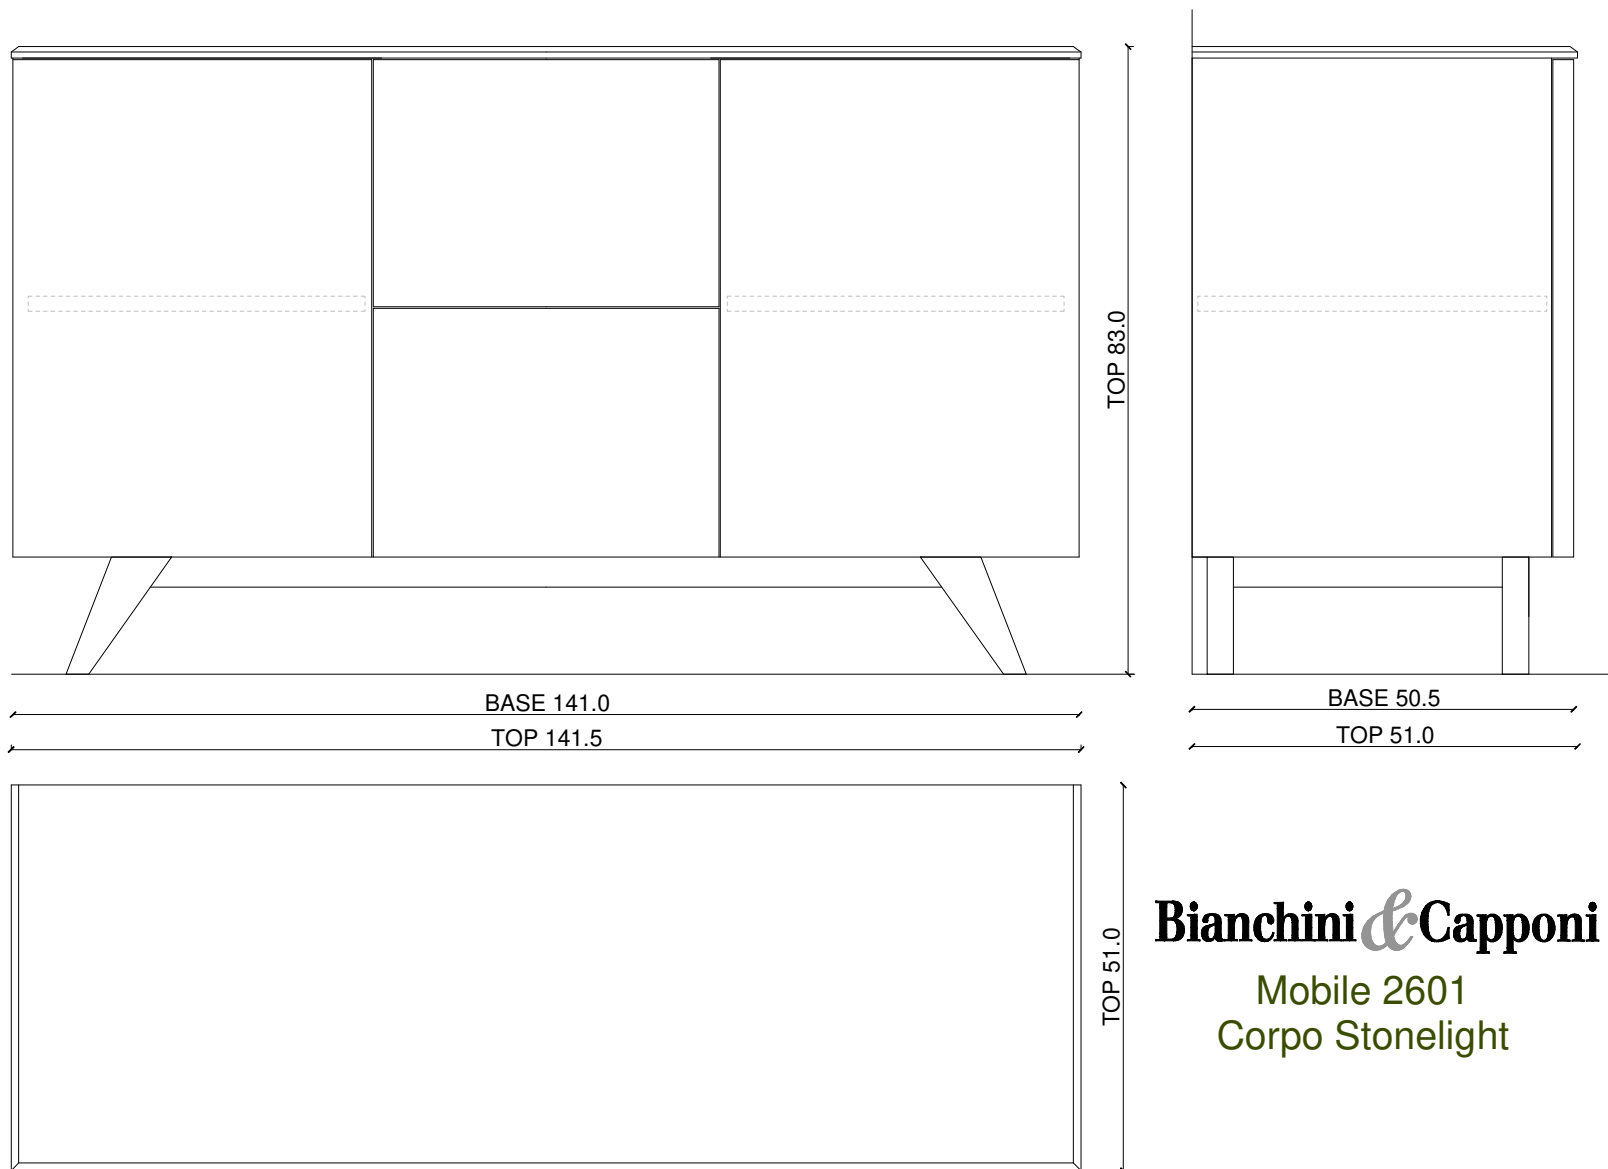 TOP 83.0
BASE 141.0
TOP 141.5
BASE 50.5
TOP 51.0
TOP 51.0
Bianchini & Capponi
Mobile 2601
Corpo Stonelight